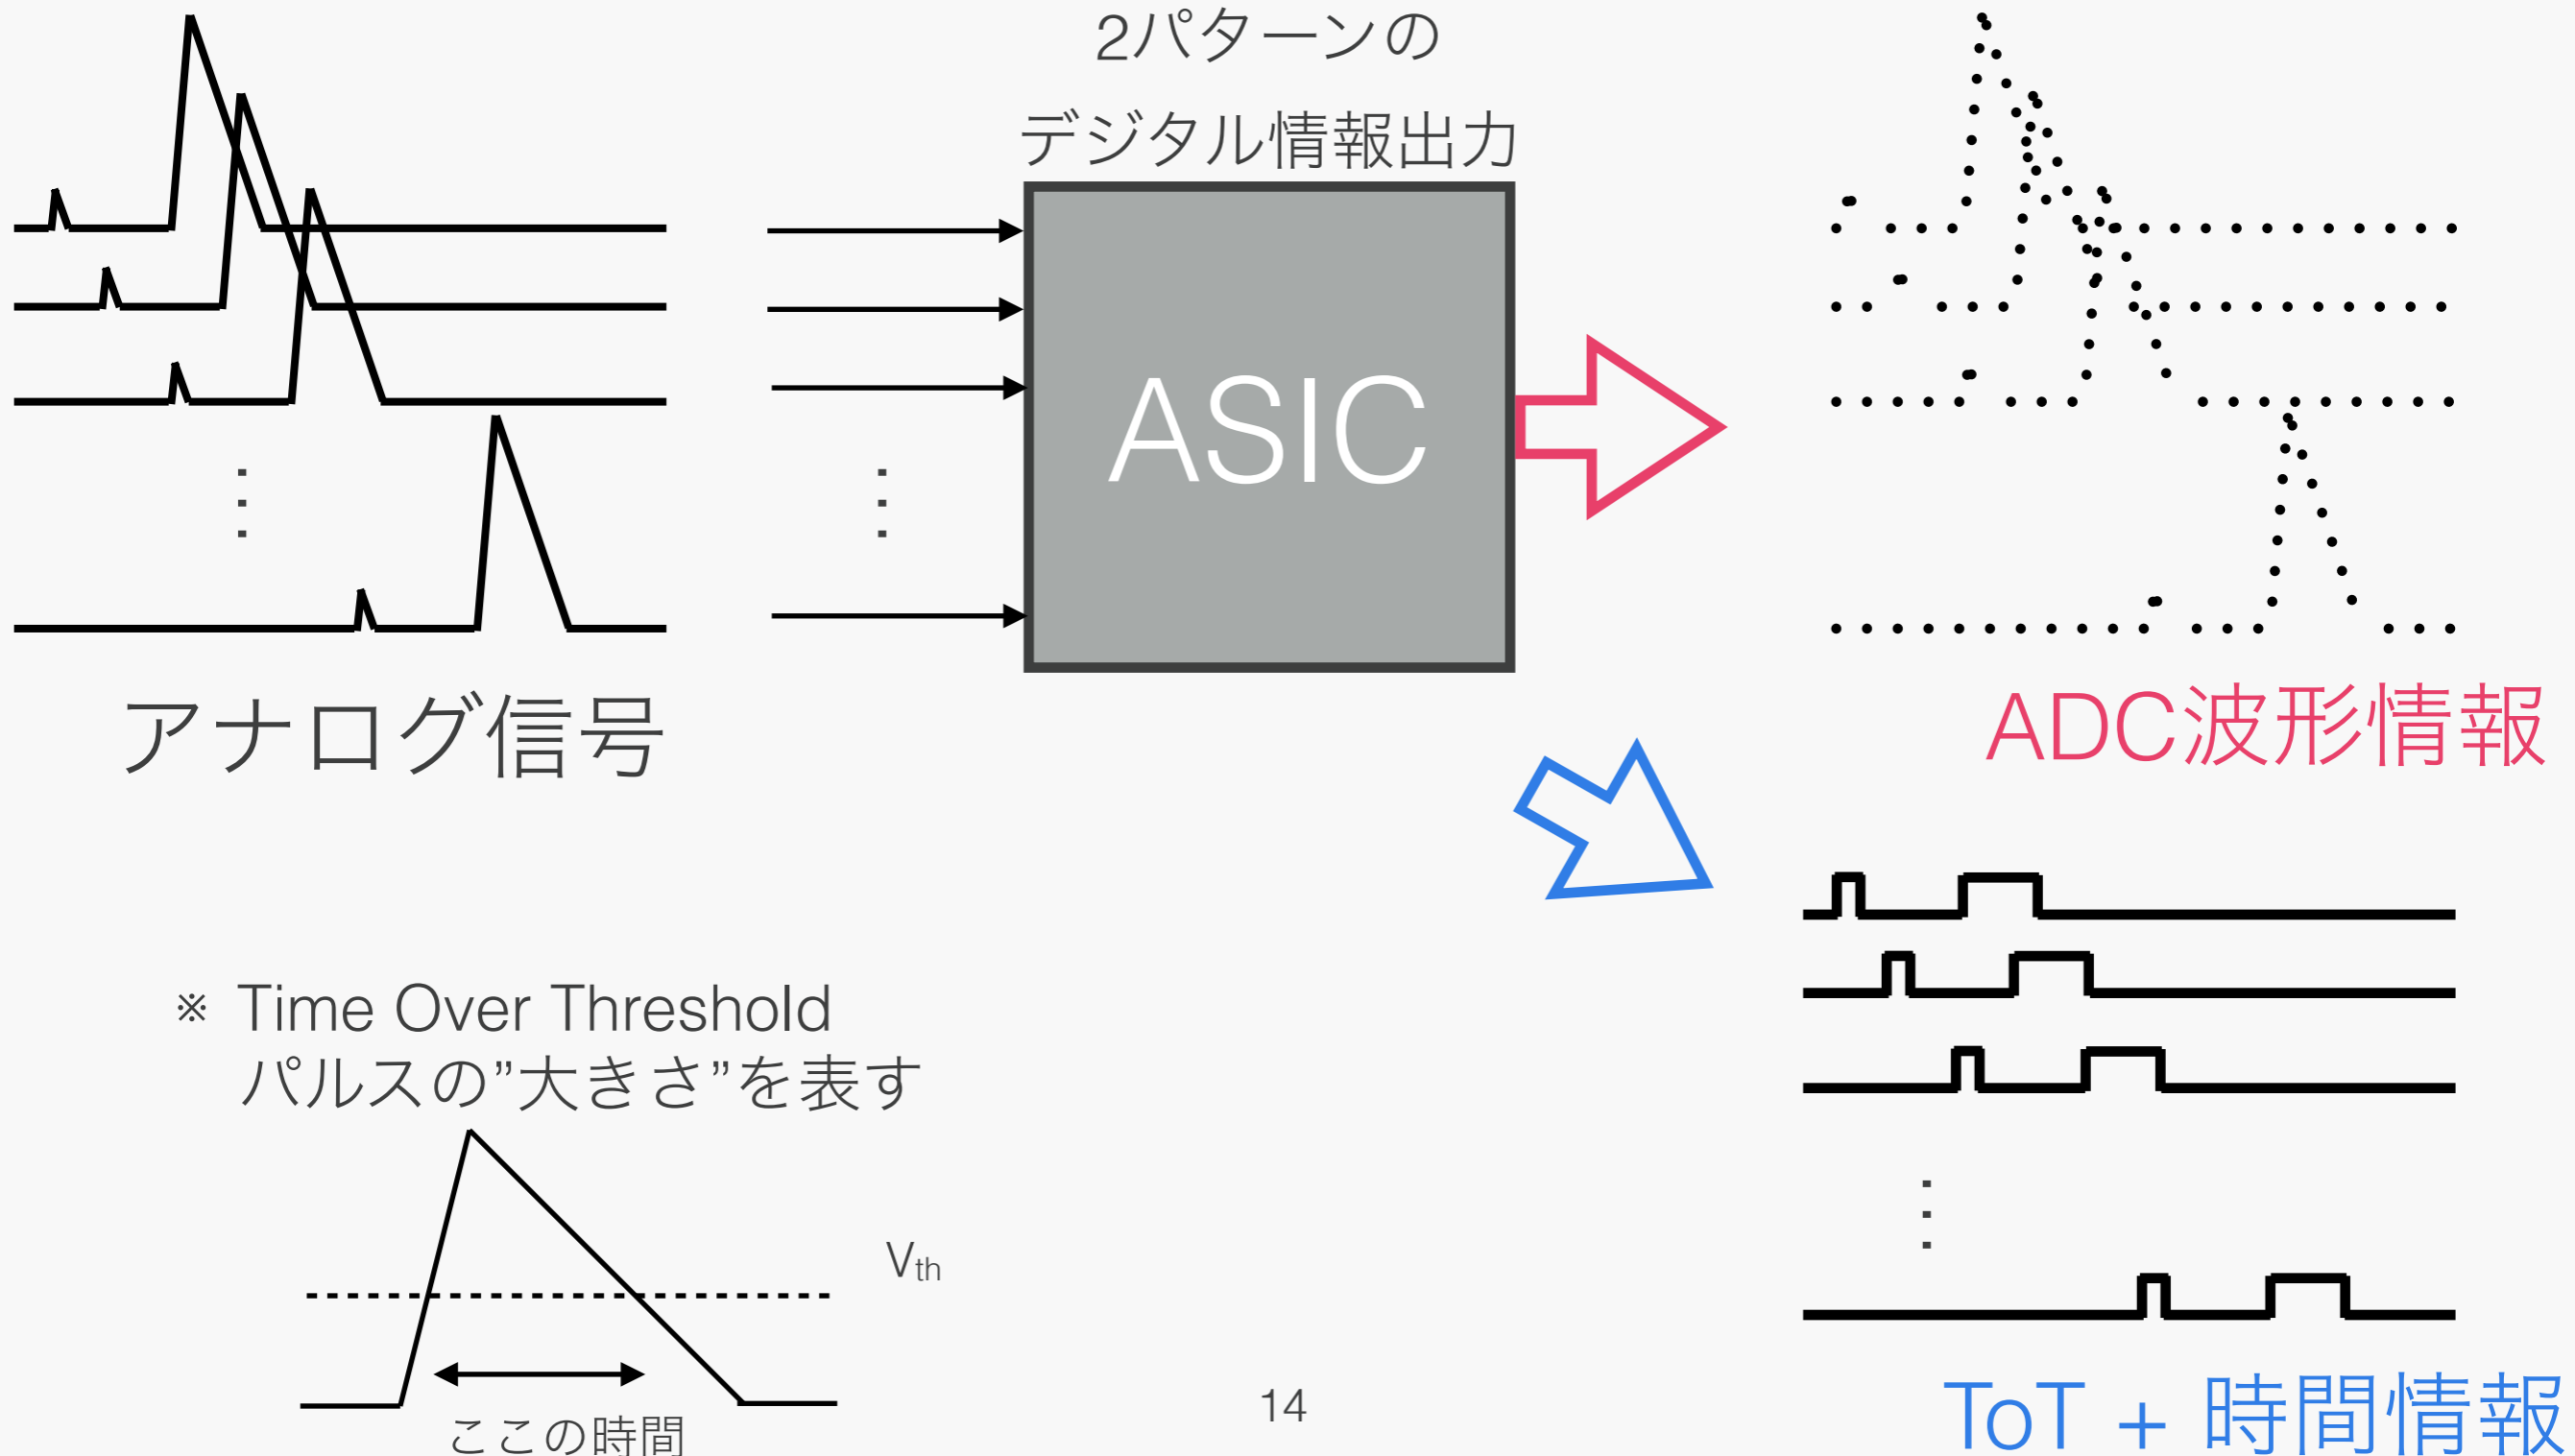 2パターンの
デジタル情報出力
ASIC
アナログ信号
ADC波形情報
※ Time Over Threshold
パルスの”大きさ”を表す
Vth
ここの時間
14
ToT + 時間情報